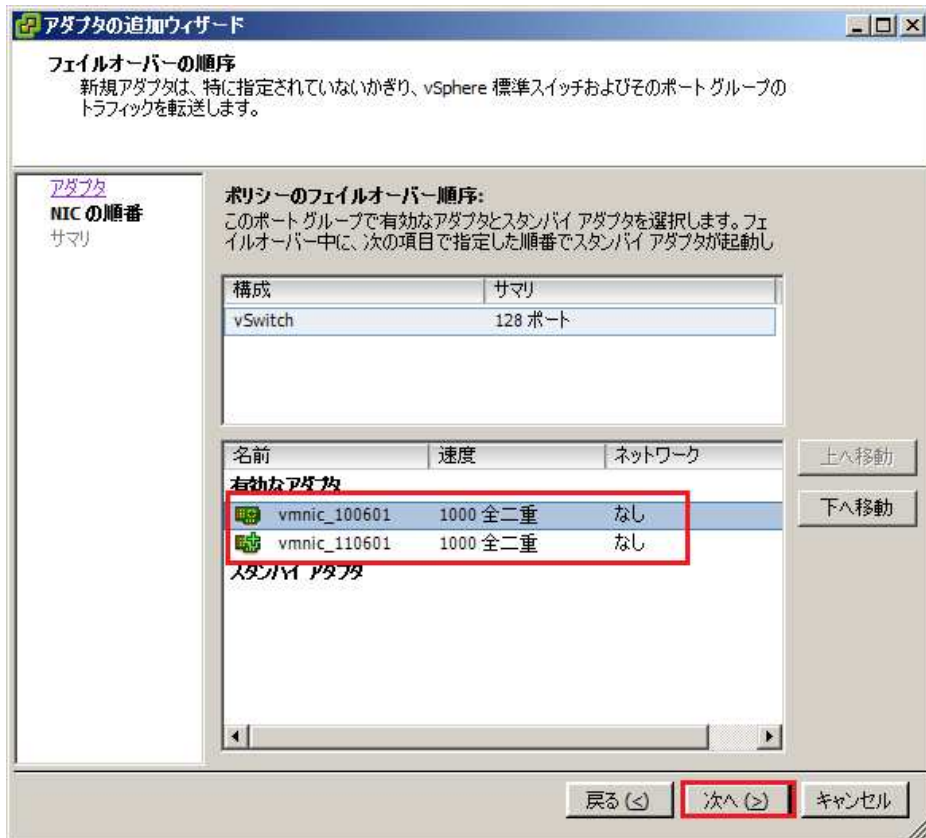 アダプタの追加ウィザード
フェイルオーバーの順序
新規アダプタは、特に指定されていないかぎり、vSphere 標準スイッチおよびそのポート グループの
トラフィックを転送します。
アダプタ
NIC の順番
サマリ
ポリシーのフェイルオーバー順序:
このポート グループで有効なアダプタとスタンバイ アダプタを選択します。フェ
イルオーバー中に、次の項目で指定した順番でスタンバイ アダプタが起動し
構成 サマリ
vSwitch 128 ポート
名前 速度 ネットワーク
有効なアダプタ
vmnic_100601 1000 全二重 なし
vmnic_110601 1000 全二重 なし
スタンバイ アダプタ
上へ移動
下へ移動
戻る (<) 次へ (>) キャンセル